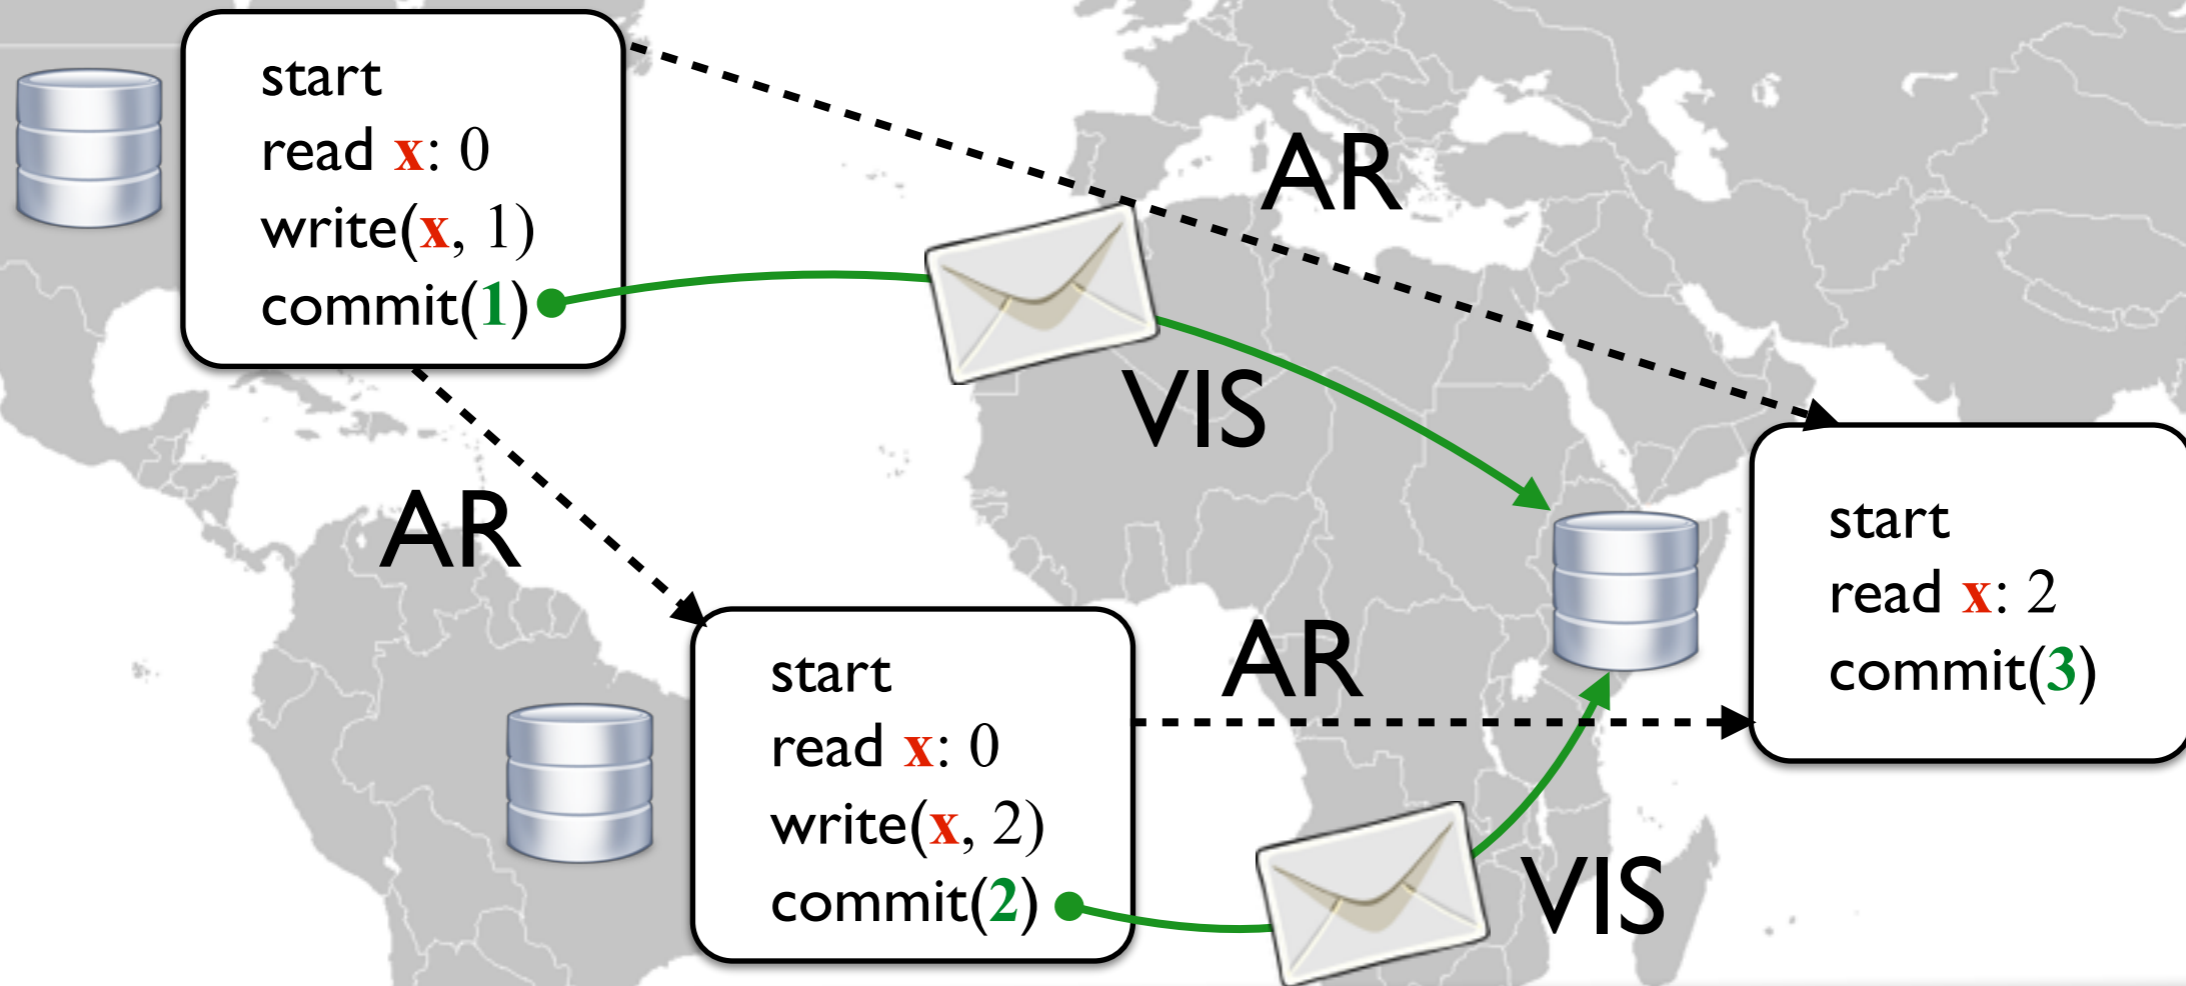 start
read x: 0
write(x, 1)
commit(1)
AR
VIS
AR
start
read x: 2
commit(3)
start
read x: 0
write(x, 2)
commit(2)
AR
VIS